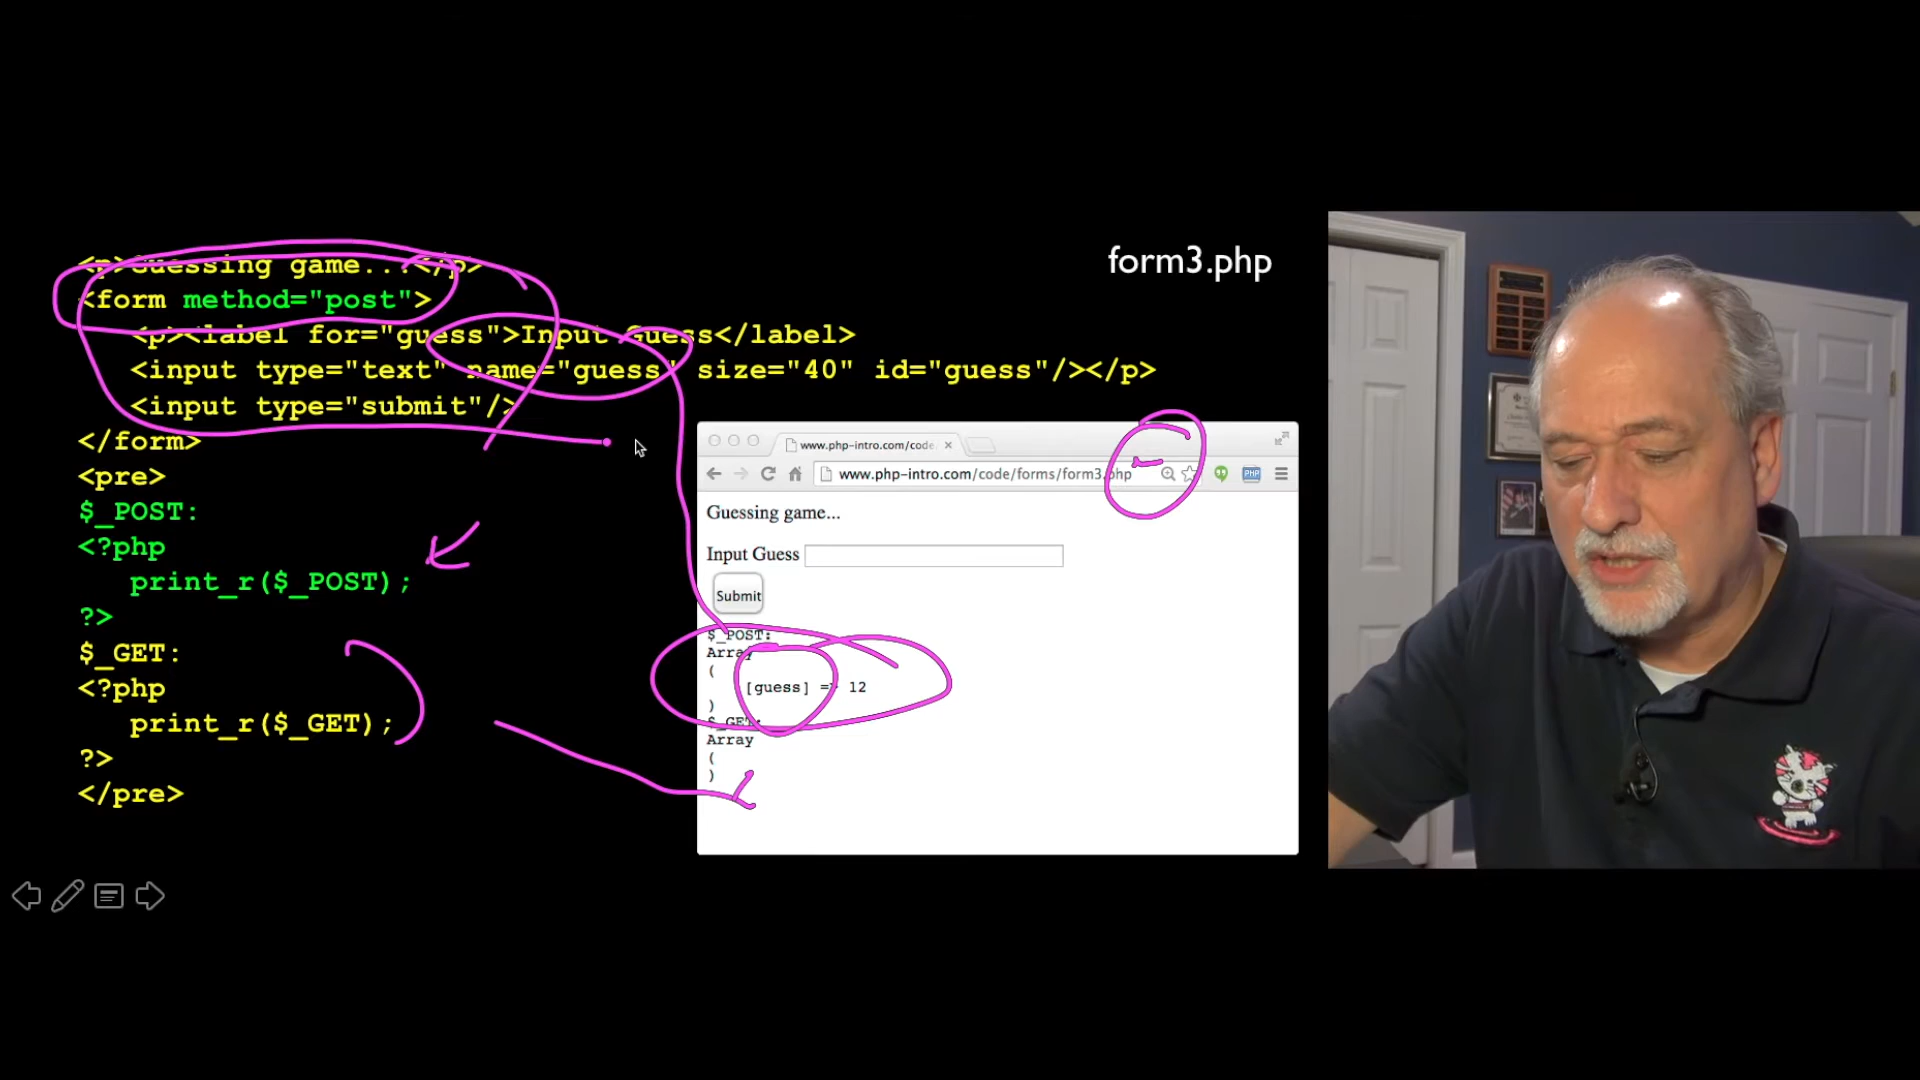 form3.php
<p>Guessing game...</p>
<form method="post">
<p><label for="guess">Input Guess</label>
<input type="text" name="guess" size="40" id="guess"/></p>
<input type="submit"/>
</form>
<pre>
$_POST:
<?php
print_r($_POST);
?>
$_GET:
<?php
print_r($_GET);
?>
</pre>
www.php-intro.com/code
www.php-intro.com/code/forms/form3.php
PHP
Guessing game...
Input Guess
Submit
$_POST:
Array
(
[guess] => 12
)
$_GET:
Array
(
)